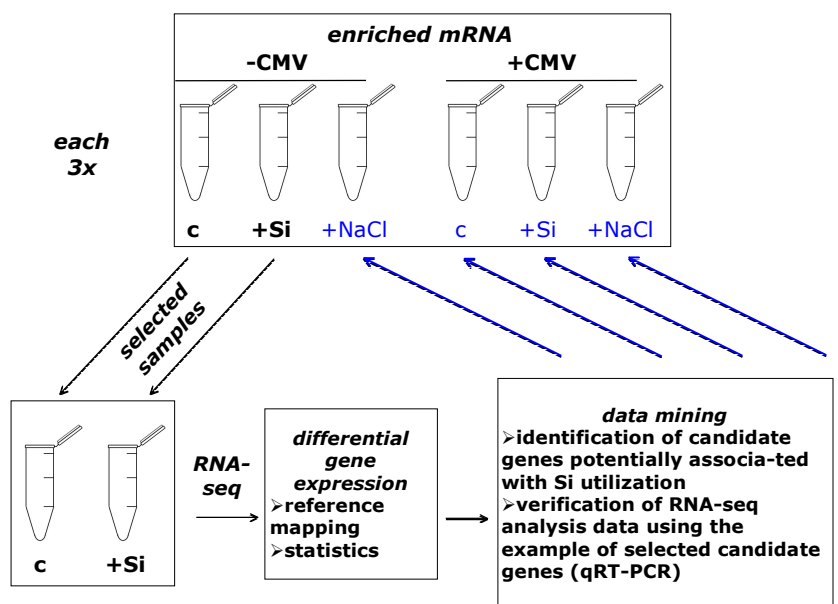 enriched mRNA
-CMV
+CMV
each
3x
c
+Si
+NaCl
c
+Si
+NaCl
selected
samples
c
+Si
RNA-
seq
differential
gene
expression
➢reference
mapping
➢statistics
data mining
➢identification of candidate
genes potentially associa-ted
with Si utilization
➢verification of RNA-seq
analysis data using the
example of selected candidate
genes (qRT-PCR)